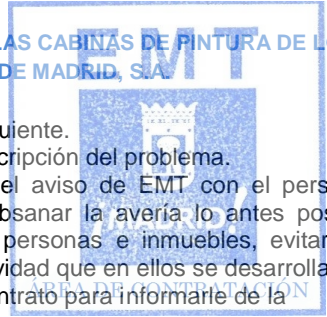 LAS CABINAS DE PINTURA DE L
DE MADRID, S.A.
EMT
uiente.
cripción del problema.
el aviso de EMT con el pers
bsanar la avería lo antes pos
personas e inmuebles, evitar
¡MADRID!
vidad que en ellos se desarrolla
ÁREA DE CONTRATACIÓN
ntrato para informarle de la